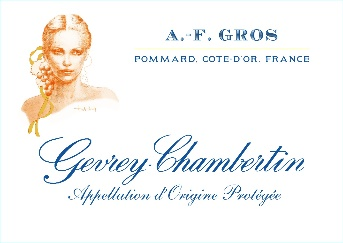 A.-F. GROS
POMMARD, COTE-D'OR, FRANCE
Gevrey-Chambertin
Appellation d'Origine Protégée